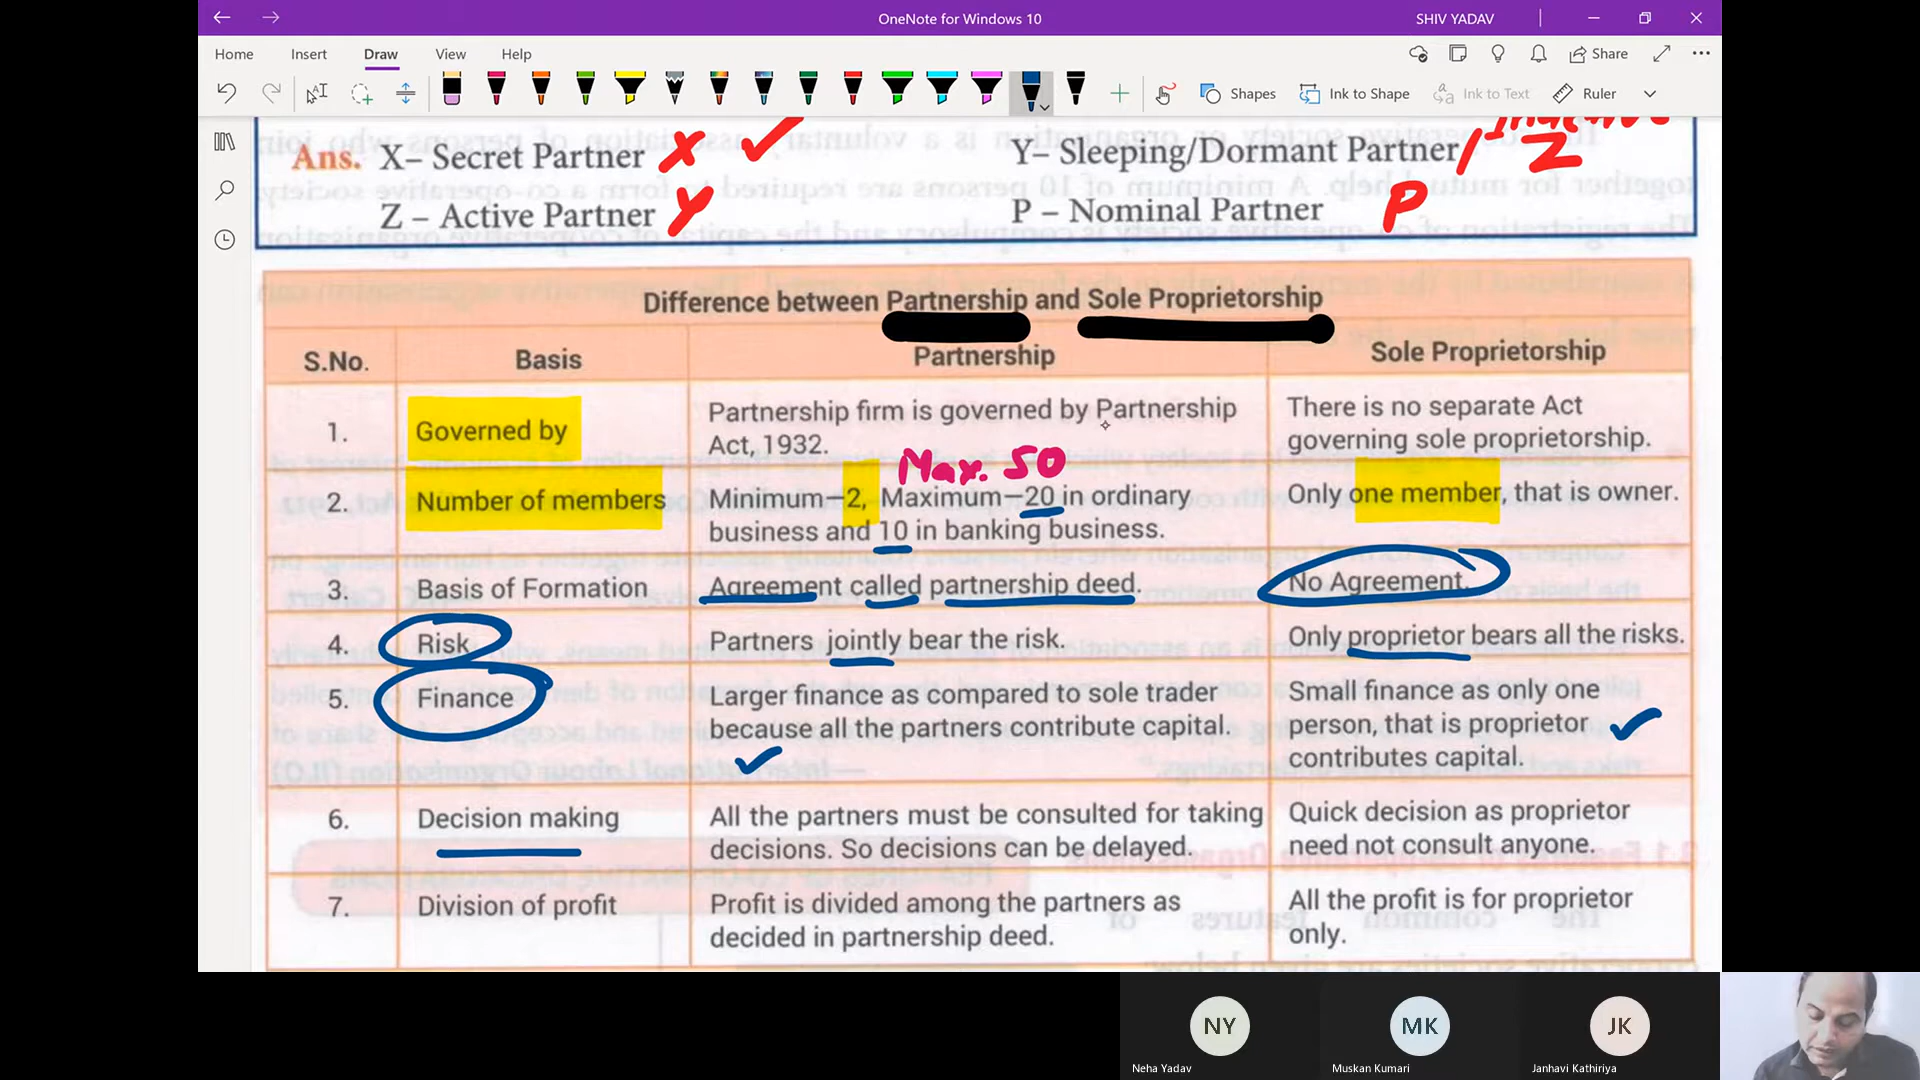 OneNote for Windows 10
SHIV YADAV
Home Insert Draw View Help
Share
Shapes Ink to Shape Ink to Text Ruler
Ans. X– Secret Partner X Y– Sleeping/Dormant Partner / Z
Z – Active Partner Y P – Nominal Partner P
Difference between Partnership and Sole Proprietorship
S.No. Basis Partnership Sole Proprietorship
1. Governed by Partnership firm is governed by Partnership Act, 1932. There is no separate Act governing sole proprietorship.
Max. 50
2. Number of members Minimum–2, Maximum–20 in ordinary business and 10 in banking business. Only one member, that is owner.
3. Basis of Formation Agreement called partnership deed. No Agreement.
4. Risk Partners jointly bear the risk. Only proprietor bears all the risks.
5. Finance Larger finance as compared to sole trader because all the partners contribute capital. Small finance as only one person, that is proprietor contributes capital.
6. Decision making All the partners must be consulted for taking decisions. So decisions can be delayed. Quick decision as proprietor need not consult anyone.
7. Division of profit Profit is divided among the partners as decided in partnership deed. All the profit is for proprietor only.
NY MK JK
Neha Yadav Muskan Kumari Janhavi Kathiriya